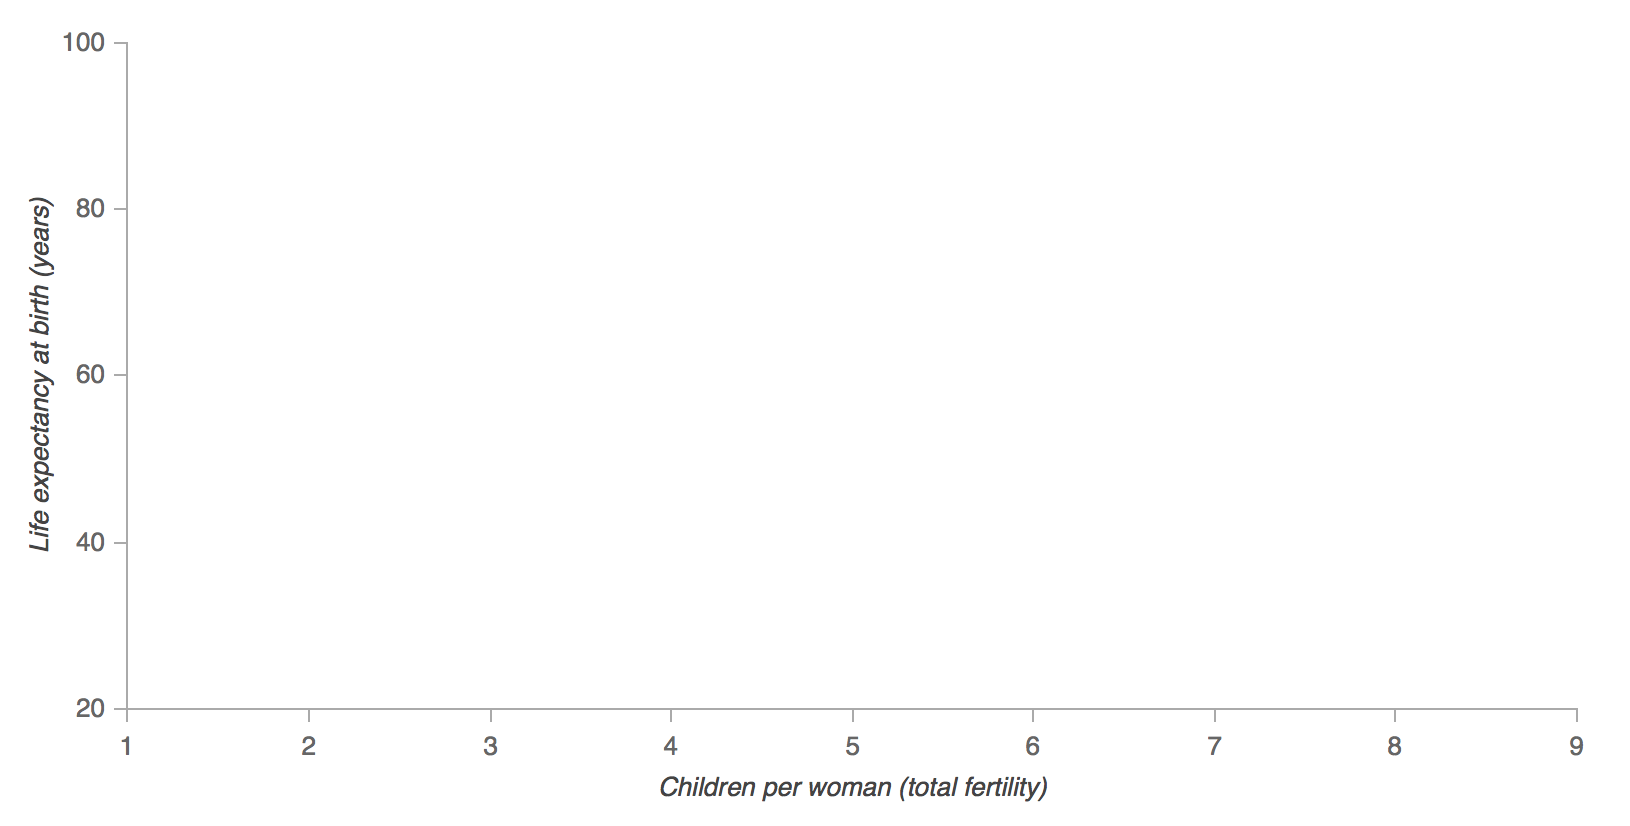 100
80
60
40
20
Life expectancy at birth (years)
1 2 3 4 5 6 7 8 9
Children per woman (total fertility)